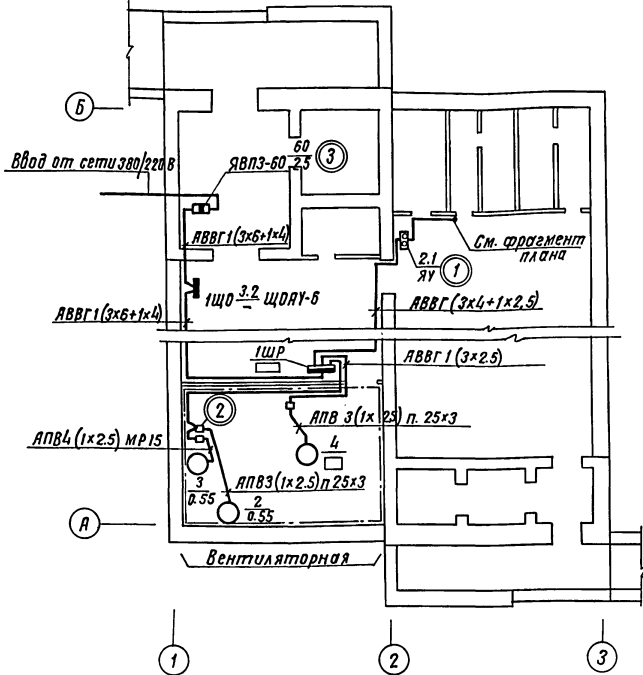 Б
Ввод от сети 380/220В
ЯВПЗ-60
60
25
3
АВВГ1(3×6+1×4)
См. фрагмент
плана
2.1
ЯУ
1
1ЩО 3.2 ЩОАУ-6
-
АВВГ1(3×6+1×4)
АВВГ(3×4+1×2,5)
1ШР
АВВГ1(3×2.5)
2
АПВ 3(1×2.5) п. 25×3
АПВ4(1×2.5) МР15
4
3
0.55
АПВ3(1×2.5) п 25×3
2
0.55
А
Вентиляторная
1
2
3